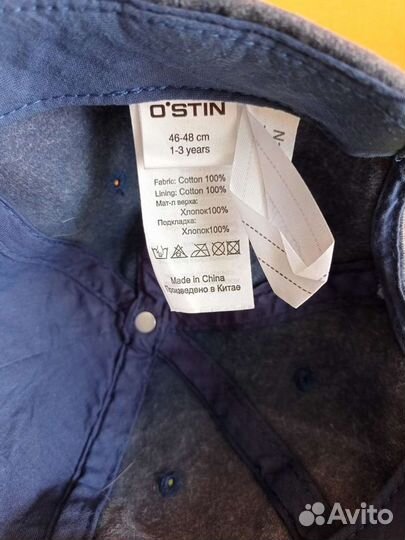 O'STIN
46-48 cm
1-3 years
Fabric: Cotton 100%
Lining: Cotton 100%
Мат-л верха:
Хлопок100%
Подкладка:
Хлопок100%
Made in China
Произведено в Китае
Avito